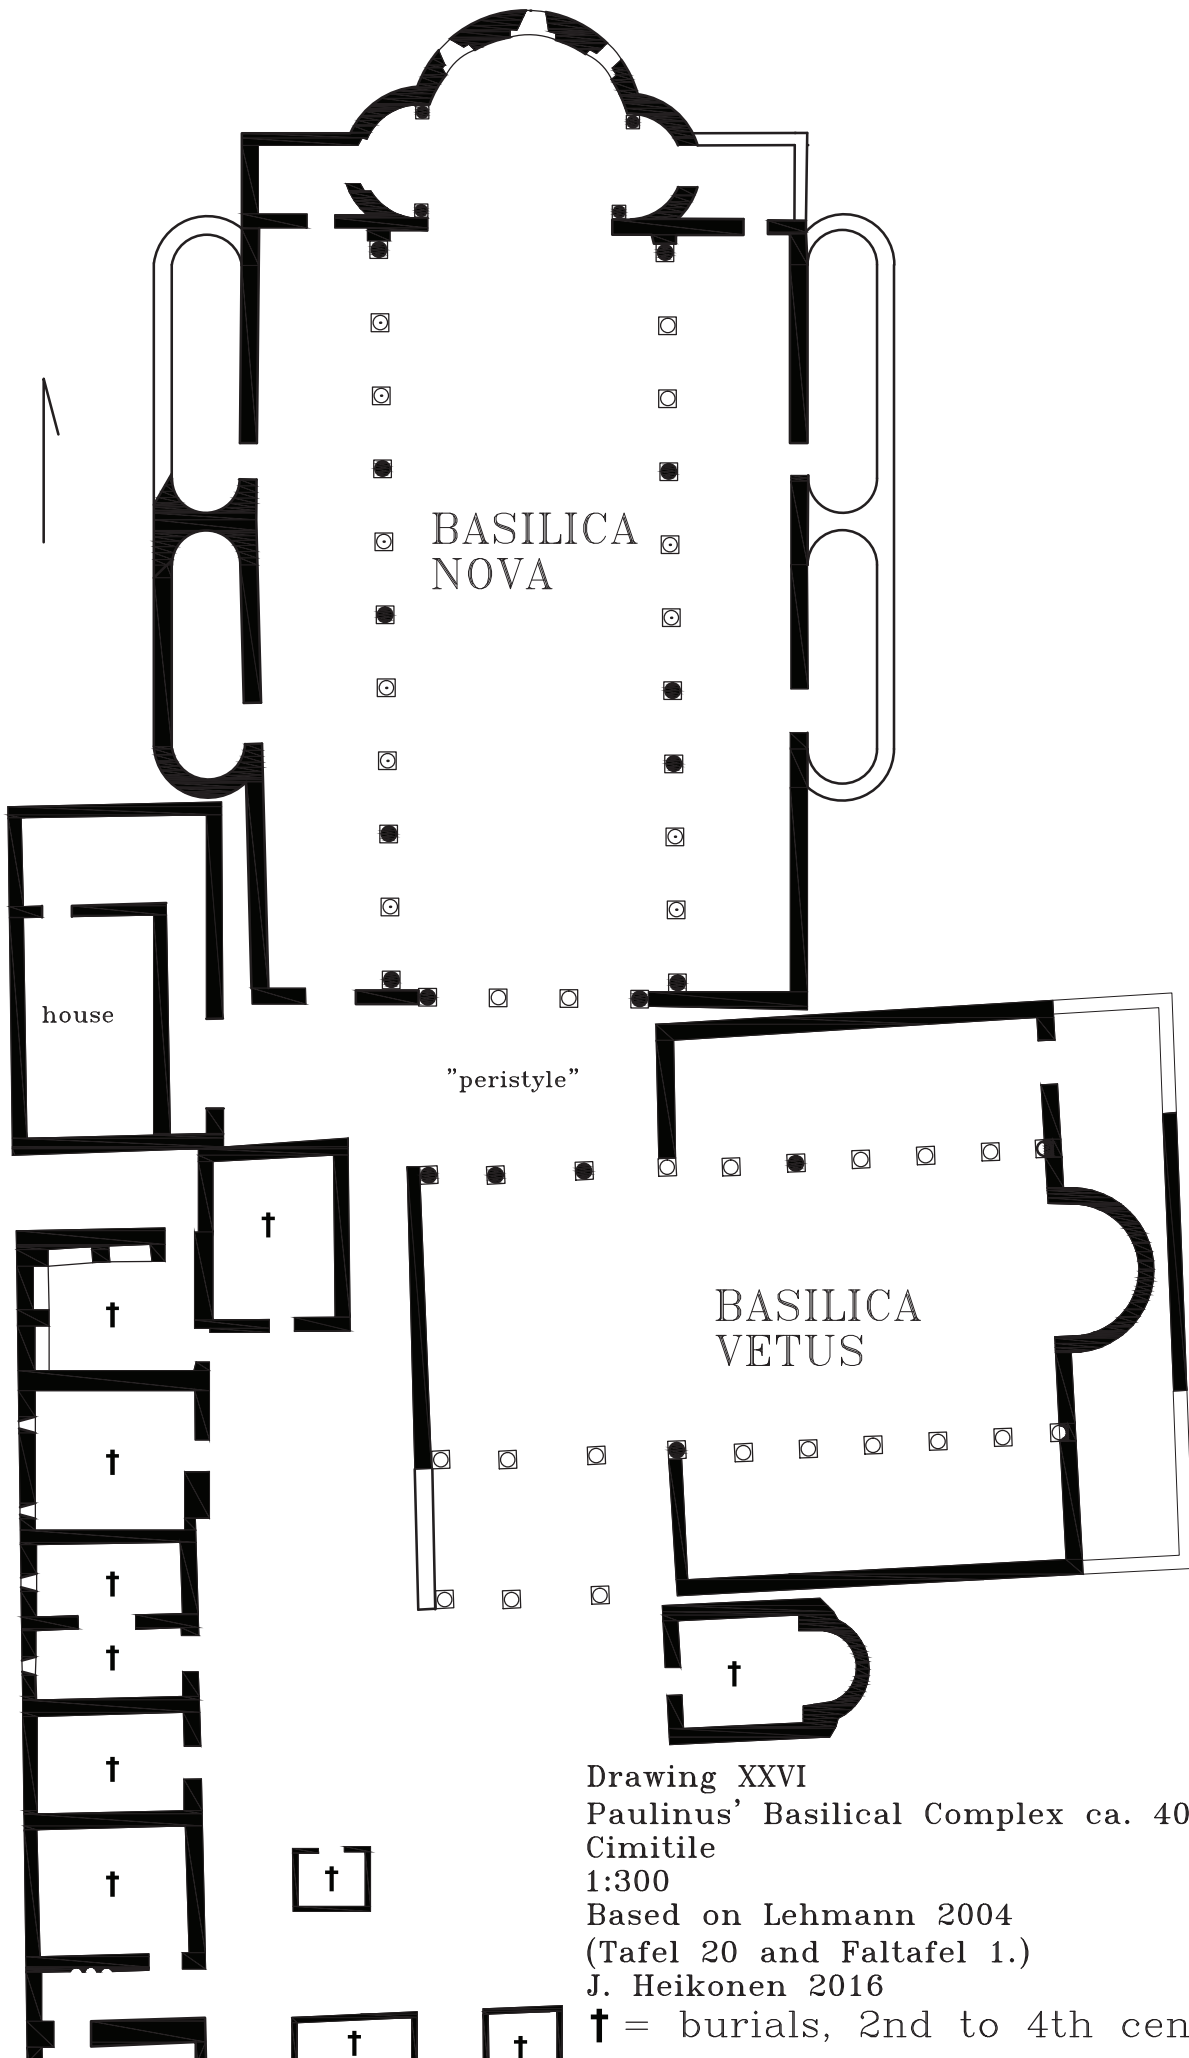 BASILICA
NOVA
house
"peristyle"
BASILICA
VETUS
Drawing XXVI
Paulinus' Basilical Complex ca. 40
Cimitile
1:300
Based on Lehmann 2004
(Tafel 20 and Faltafel 1.)
J. Heikonen 2016
† = burials, 2nd to 4th cen